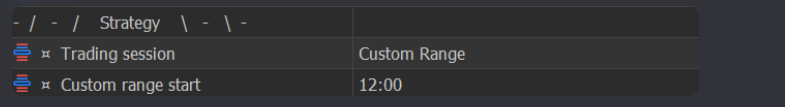 - / - / Strategy \ - \ -
¤ Trading session Custom Range
¤ Custom range start 12:00